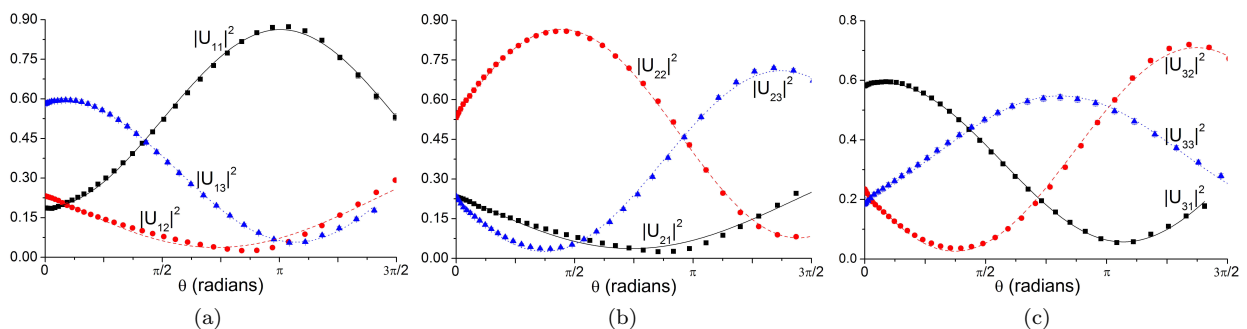 0.90
0.75
0.60
0.45
0.30
0.15
0.00
|U11|²
|U13|²
|U12|²
0 π/2 π 3π/2
θ (radians)
(a)
0.90
0.75
0.60
0.45
0.30
0.15
0.00
|U22|²
|U23|²
|U21|²
0 π/2 π 3π/2
θ (radians)
(b)
0.8
0.6
0.4
0.2
0.0
|U32|²
|U33|²
|U31|²
0 π/2 π 3π/2
θ (radians)
(c)